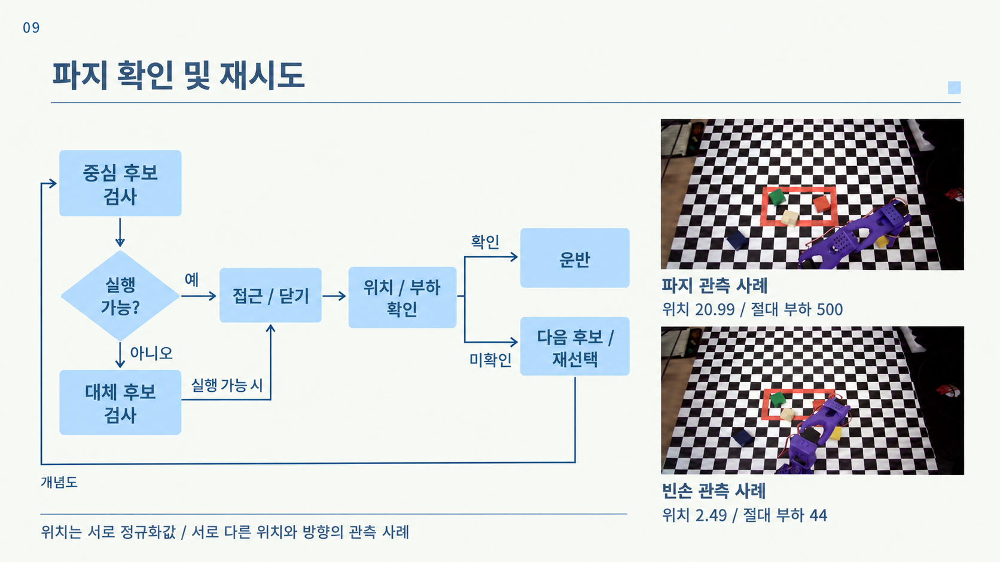 09
파지 확인 및 재시도
중심 후보
검사
실행
가능?
예
아니오
대체 후보
검사
실행 가능 시
접근 / 닫기
위치 / 부하
확인
확인
운반
미확인
다음 후보 /
재선택
개념도
위치는 서로 정규화값 / 서로 다른 위치와 방향의 관측 사례
파지 관측 사례
위치 20.99 / 절대 부하 500
빈손 관측 사례
위치 2.49 / 절대 부하 44